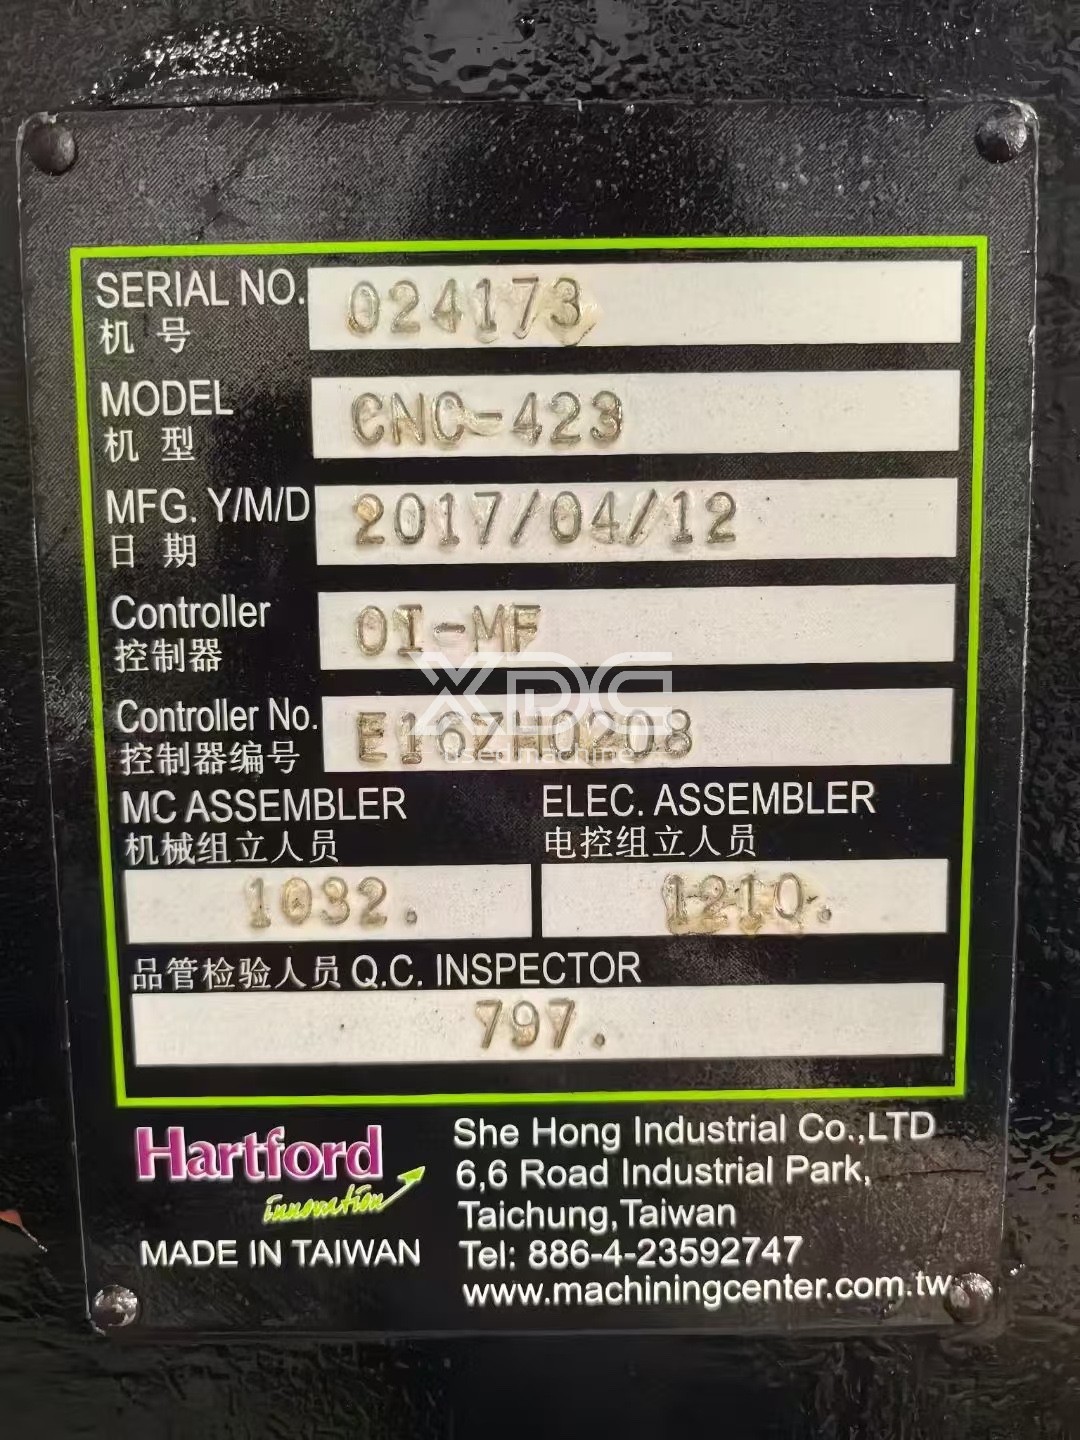 SERIAL NO. 024173
机 号
MODEL CNC-423
机 型
MFG. Y/M/D 2017/04/12
日 期
Controller 0I-MF
控制器
Controller No. E16ZH0208
控制器编号
XDC
used machine
MC ASSEMBLER
机械组立人员
1032.
ELEC. ASSEMBLER
电控组立人员
1210.
品管检验人员 Q.C. INSPECTOR
797.
Hartford
innovation
MADE IN TAIWAN
She Hong Industrial Co.,LTD
6,6 Road Industrial Park,
Taichung,Taiwan
Tel: 886-4-23592747
www.machiningcenter.com.tw